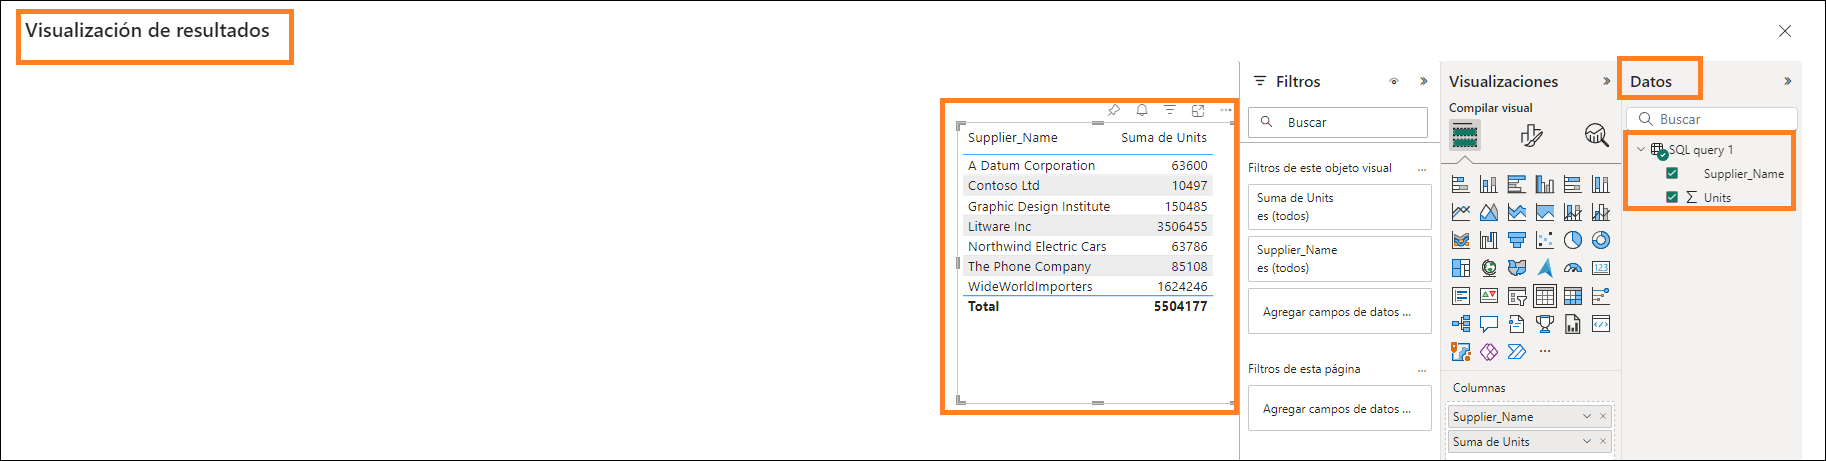 Visualización de resultados
Supplier_Name Suma de Units
A Datum Corporation 63600
Contoso Ltd 10497
Graphic Design Institute 150485
Litware Inc 3506455
Northwind Electric Cars 63786
The Phone Company 85108
WideWorldImporters 1624246
Total 5504177
Filtros
Buscar
Filtros de este objeto visual ...
Suma de Units
es (todos)
Supplier_Name
es (todos)
Agregar campos de datos ...
Filtros de esta página ...
Agregar campos de datos ...
Visualizaciones
Compilar visual
123
...
Columnas
Supplier_Name
Suma de Units
Datos
Buscar
SQL query 1
Supplier_Name
Units